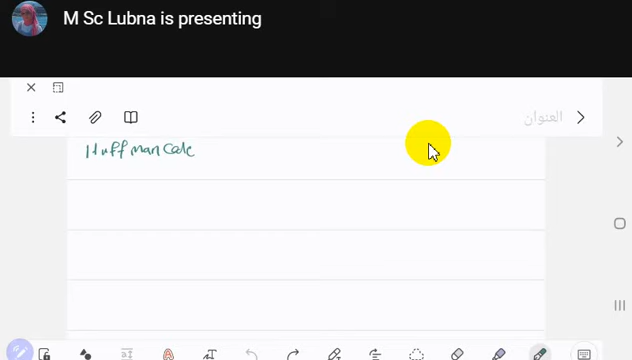 M Sc Lubna is presenting
العنوان
Huffman Code